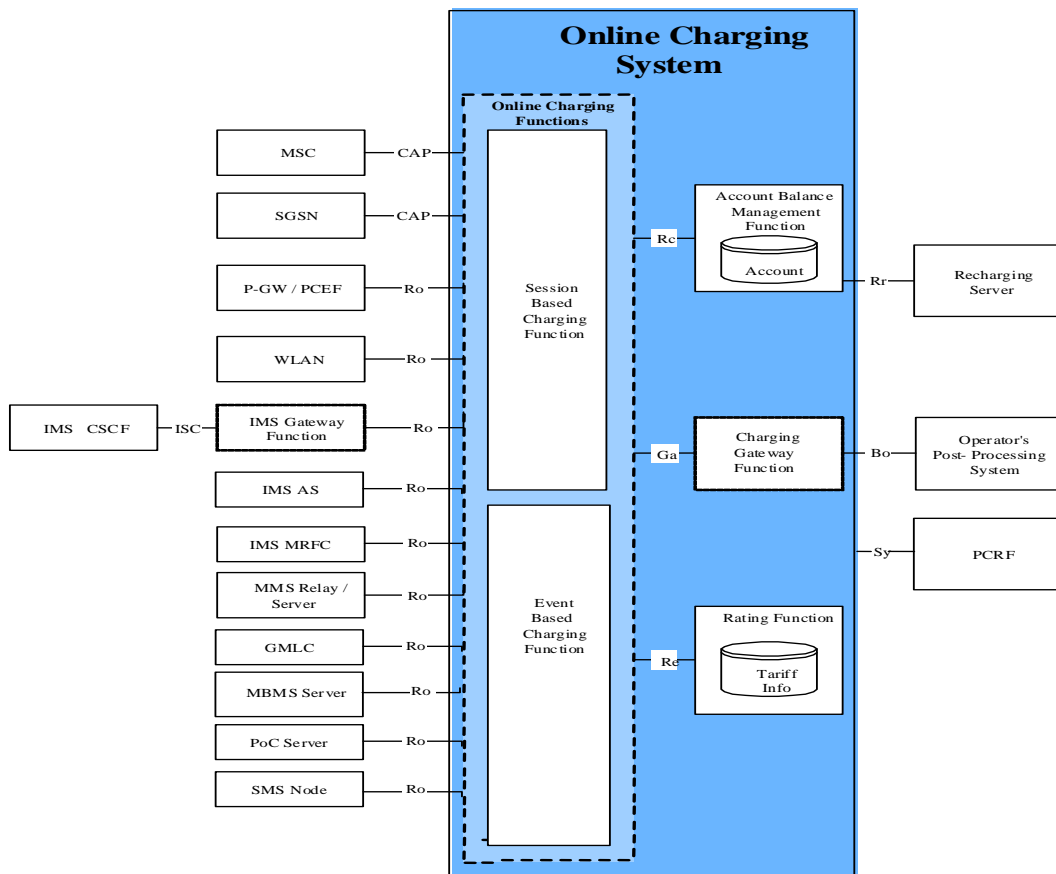 Online Charging
System
Online Charging
Functions
MSC
CAP
SGSN
CAP
P-GW / PCEF
Ro
WLAN
Ro
IMS CSCF
ISC
IMS Gateway
Function
Ro
IMS AS
Ro
IMS MRFC
Ro
MMS Relay /
Server
Ro
GMLC
Ro
MBMS Server
Ro
PoC Server
Ro
SMS Node
Ro
Session
Based
Charging
Function
Event
Based
Charging
Function
Rc
Account Balance
Management
Function
Account
Rr
Recharging
Server
Ga
Charging
Gateway
Function
Bo
Operator's
Post- Processing
System
Sy
PCRF
Re
Rating Function
Tariff
Info